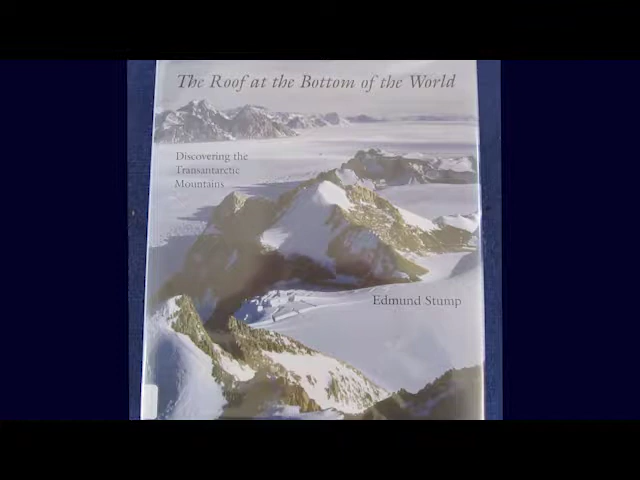 The Roof at the Bottom of the World
Discovering the
Transantarctic
Mountains
Edmund Stump